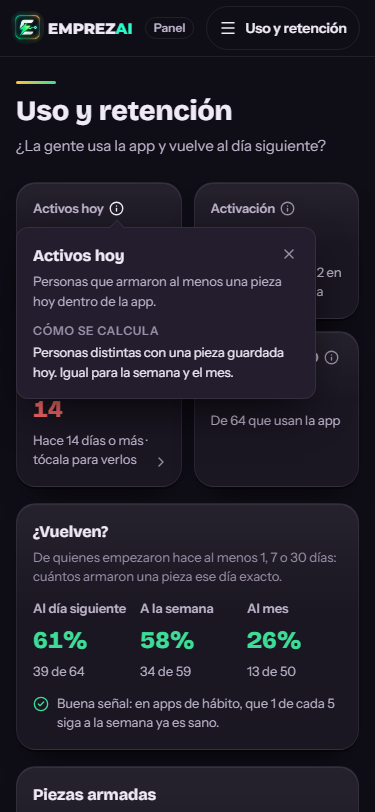 EMPREZAI
Panel
Uso y retención
Uso y retención
¿La gente usa la app y vuelve al día siguiente?
Activos hoy
Activación
Activos hoy
Personas que armaron al menos una pieza
hoy dentro de la app.
CÓMO SE CALCULA
Personas distintas con una pieza guardada
hoy. Igual para la semana y el mes.
2 en
a
14
Hace 14 días o más·
tócala para verlos
De 64 que usan la app
¿Vuelven?
De quienes empezaron hace al menos 1, 7 o 30 días:
cuántos armaron una pieza ese día exacto.
Al día siguiente
A la semana
Al mes
61%
58%
26%
39 de 64
34 de 59
13 de 50
Buena señal: en apps de hábito, que 1 de cada 5
siga a la semana ya es sano.
Piezas armadas